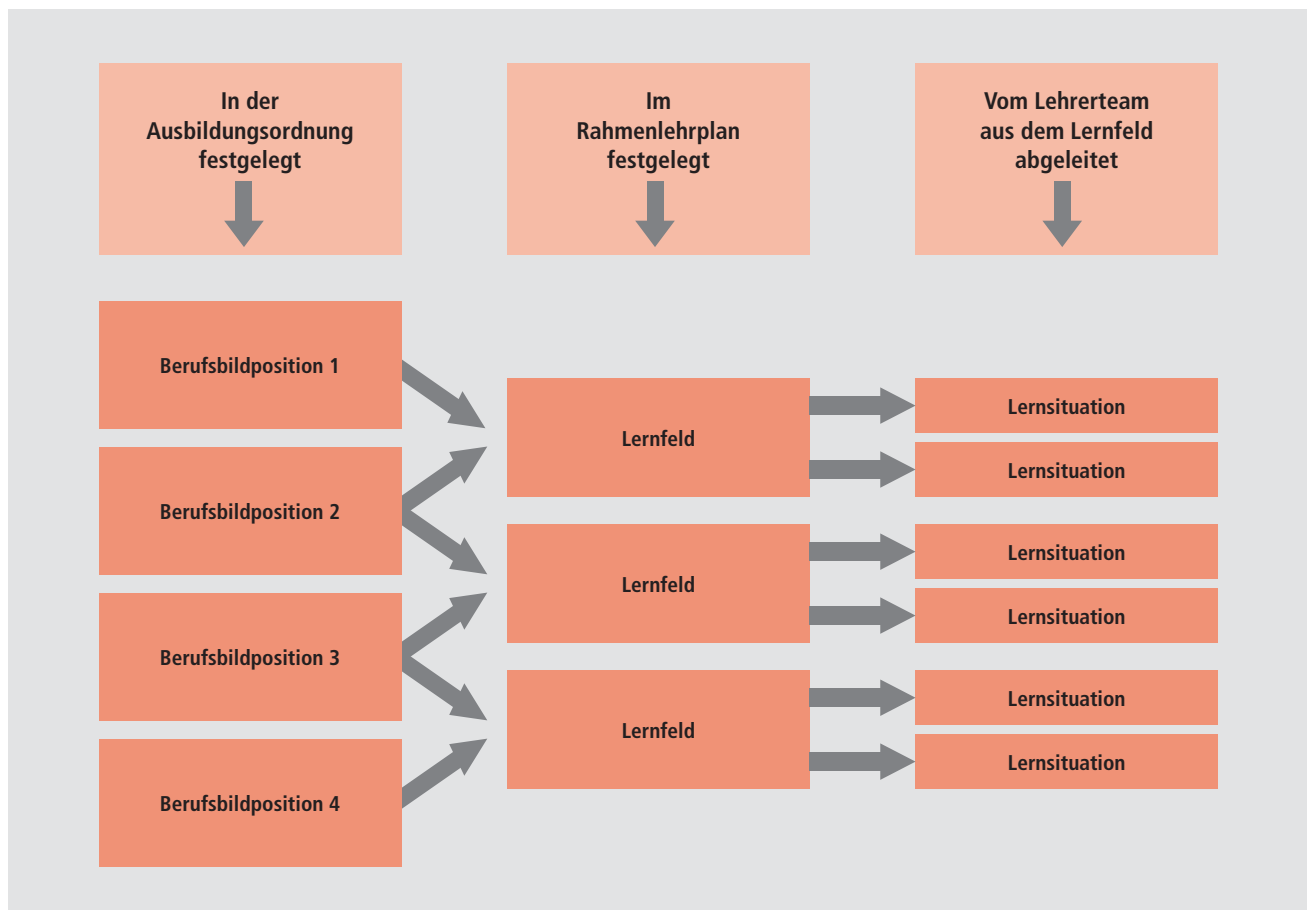 In der
Ausbildungsordnung
festgelegt
Im
Rahmenlehrplan
festgelegt
Vom Lehrerteam
aus dem Lernfeld
abgeleitet
Berufsbildposition 1
Berufsbildposition 2
Berufsbildposition 3
Berufsbildposition 4
Lernfeld
Lernfeld
Lernfeld
Lernsituation
Lernsituation
Lernsituation
Lernsituation
Lernsituation
Lernsituation